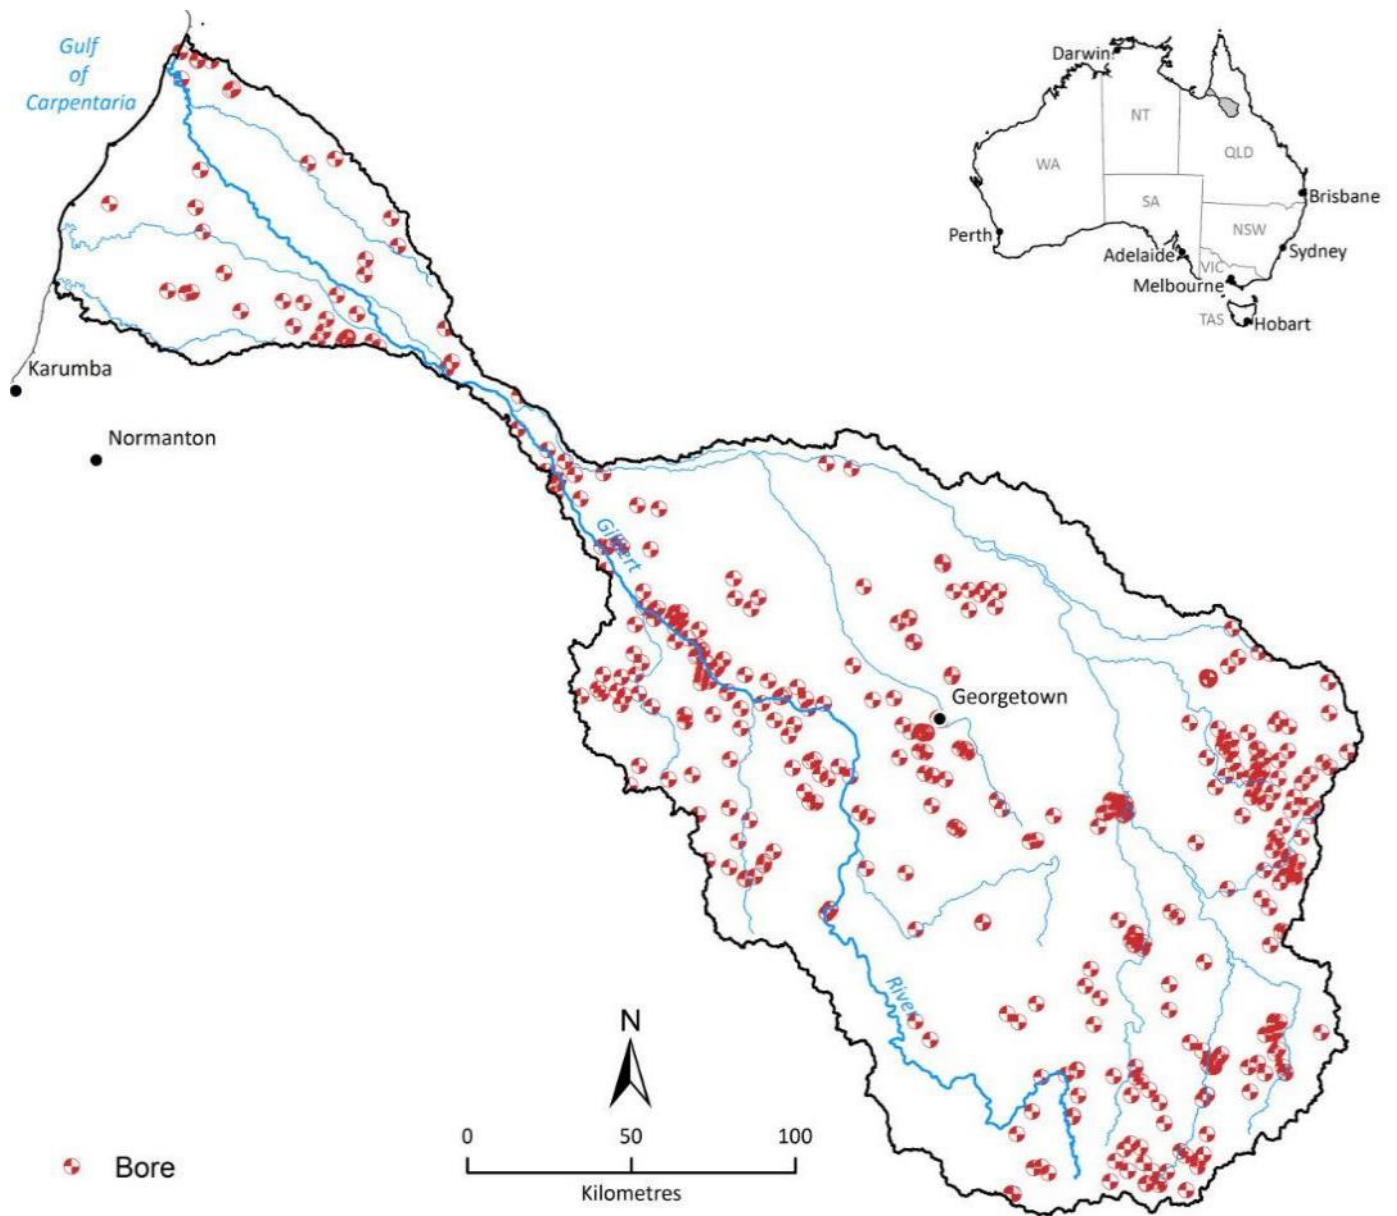 Gulf
of
Carpentaria
Darwin
NT
WA
QLD
SA
Brisbane
NSW
Perth
Adelaide
Sydney
VIC
Melbourne
TAS
Hobart
Karumba
Normanton
Gilbert
Georgetown
River
N
0 50 100
Kilometres
Bore